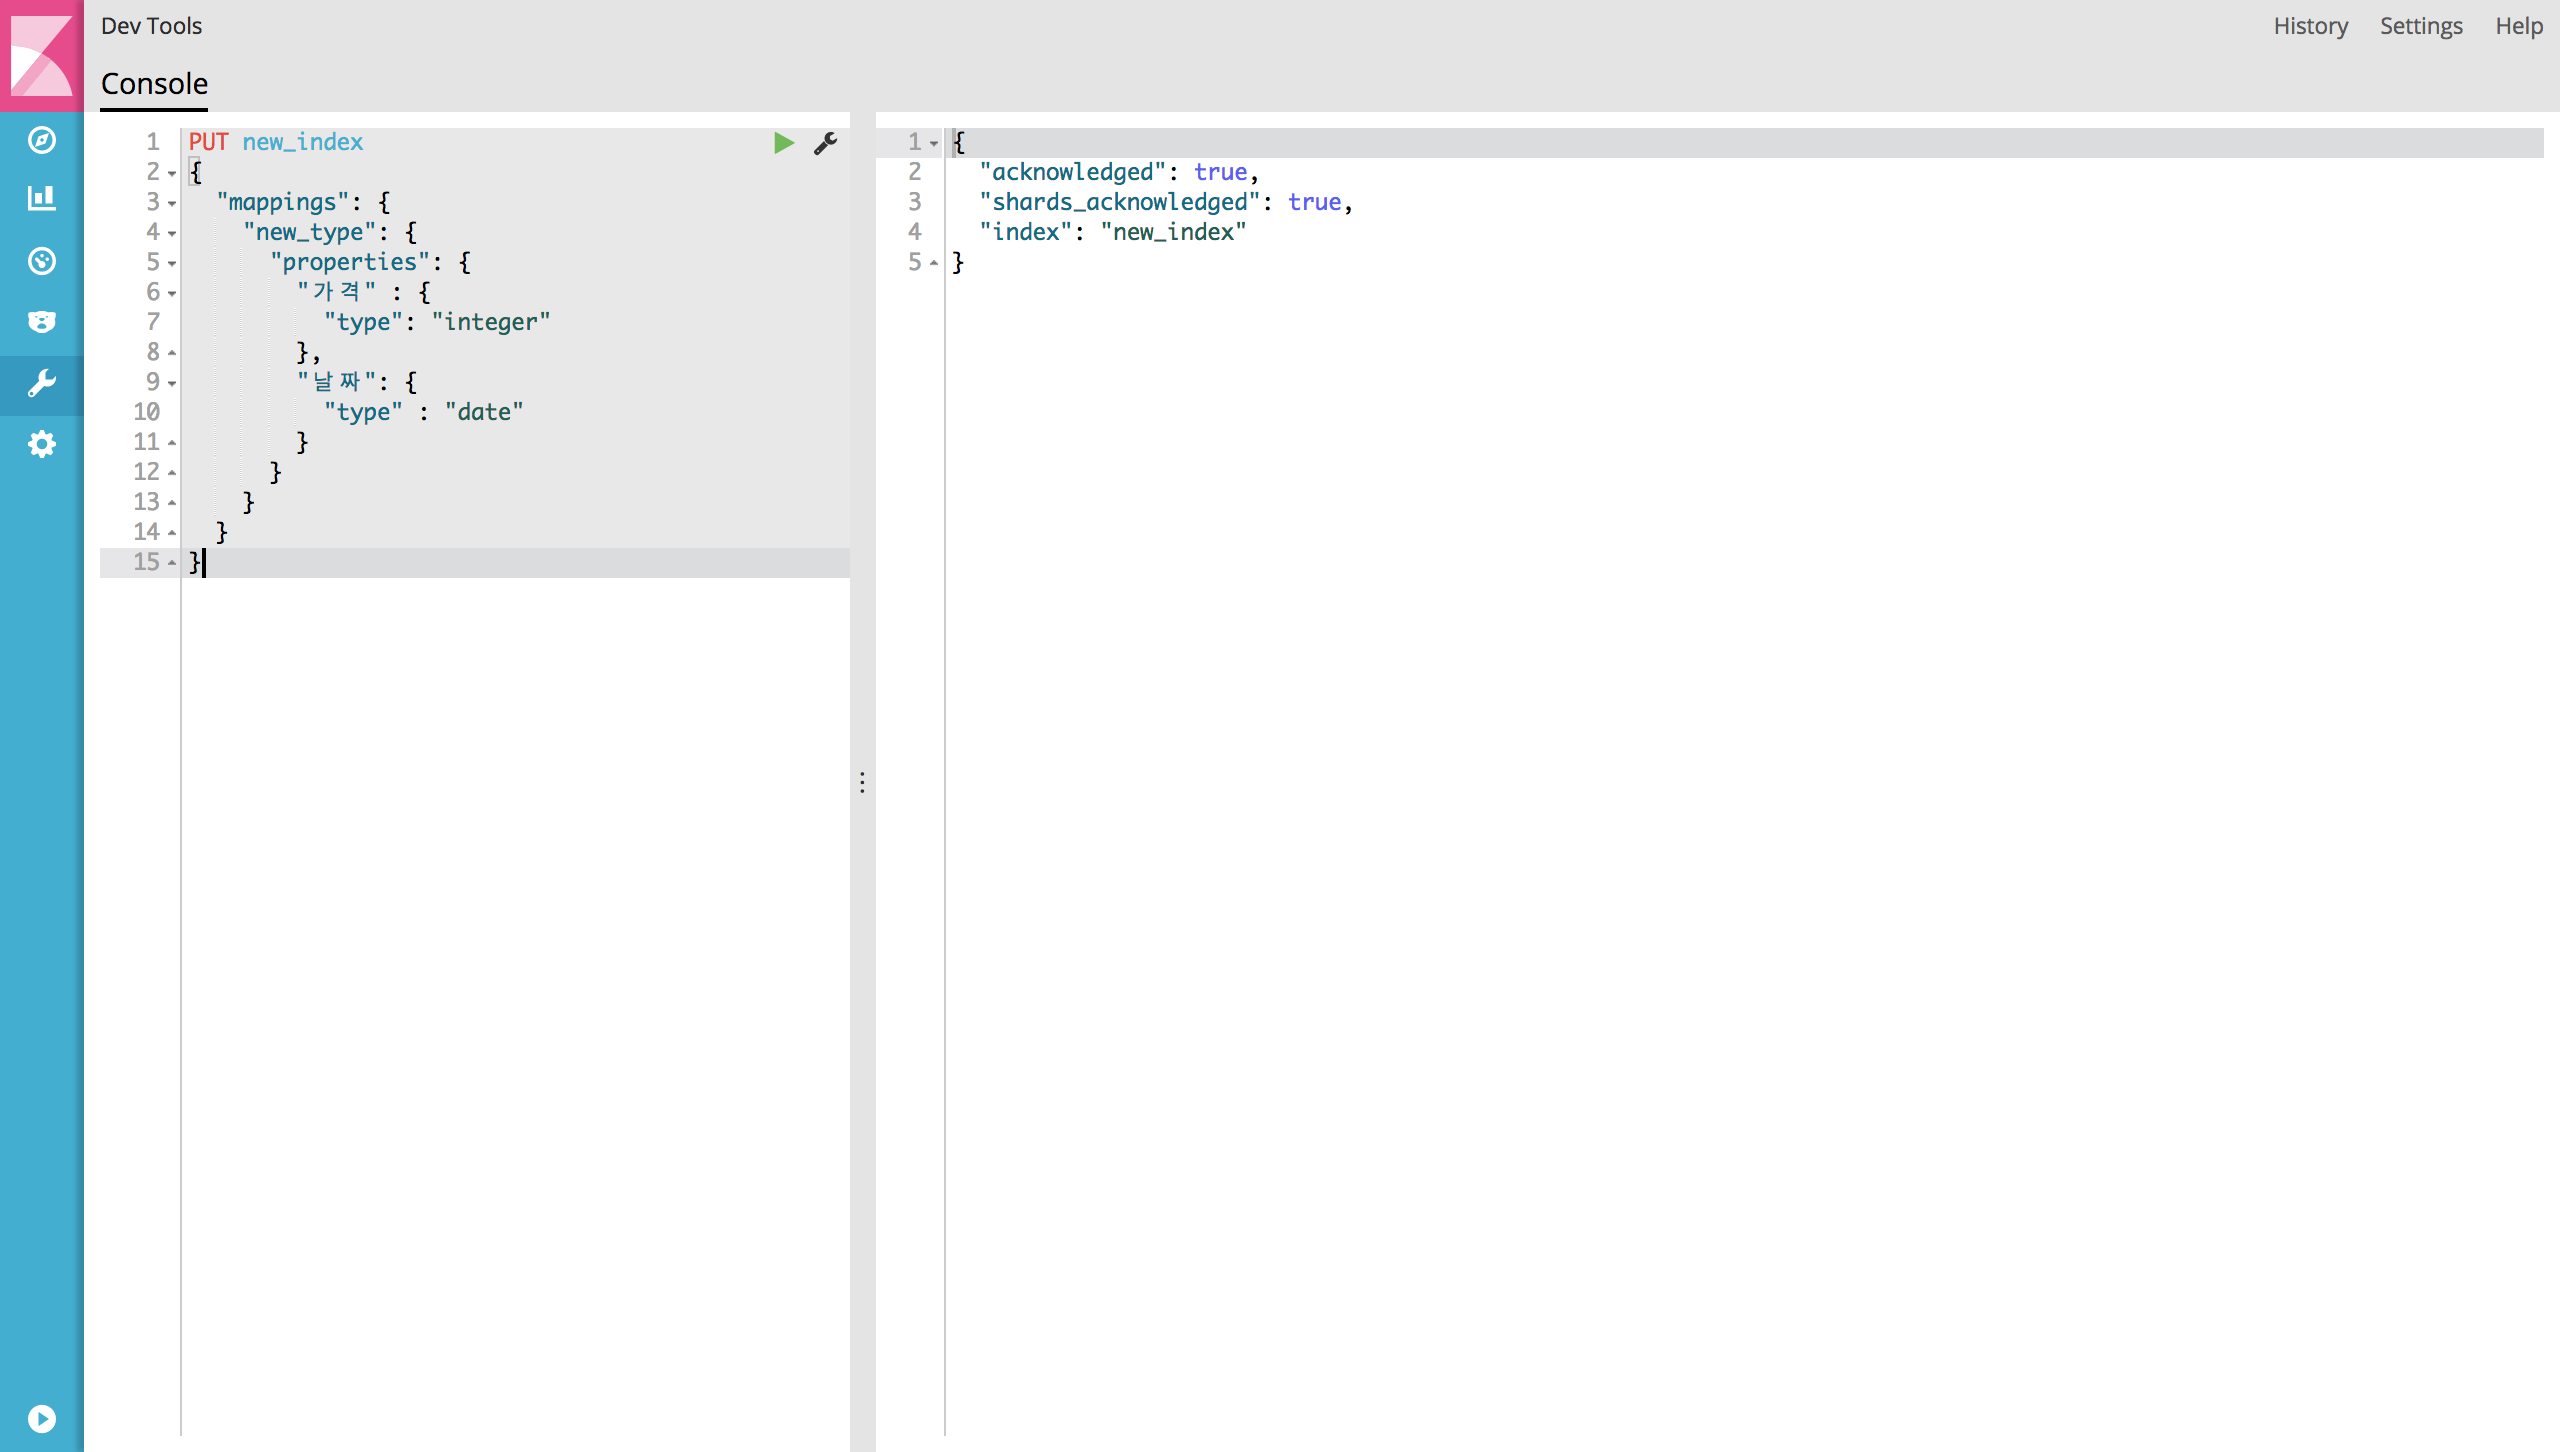 Dev Tools
History Settings Help
Console
1 PUT new_index
2 {
3 "mappings": {
4 "new_type": {
5 "properties": {
6 "가격" : {
7 "type": "integer"
8 },
9 "날짜": {
10 "type" : "date"
11 }
12 }
13 }
14 }
15 }
1 {
2 "acknowledged": true,
3 "shards_acknowledged": true,
4 "index": "new_index"
5 }